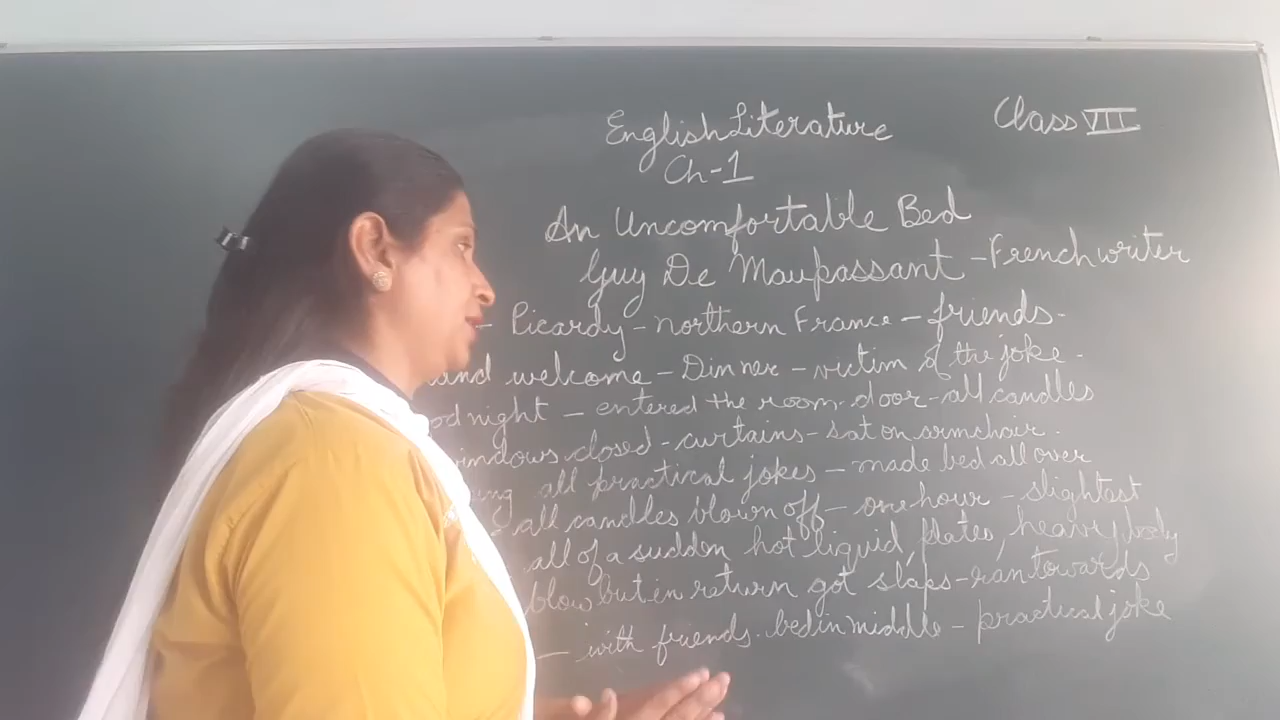 English Literature Class VII
Ch-1
An Uncomfortable Bed
Guy De Maupassant - French writer
- Picardy - northern France - friends-
and welcome - Dinner - victim of the joke.
night - entered the room. door - all candles
windows closed - curtains - sat on armchair.
all practical jokes - made bed all over
all candles blown off - one hour - slightest
all of a sudden hot liquid, plates, heavy body
blow but in return got slaps - ran towards
- with friends. bed in middle - practical joke